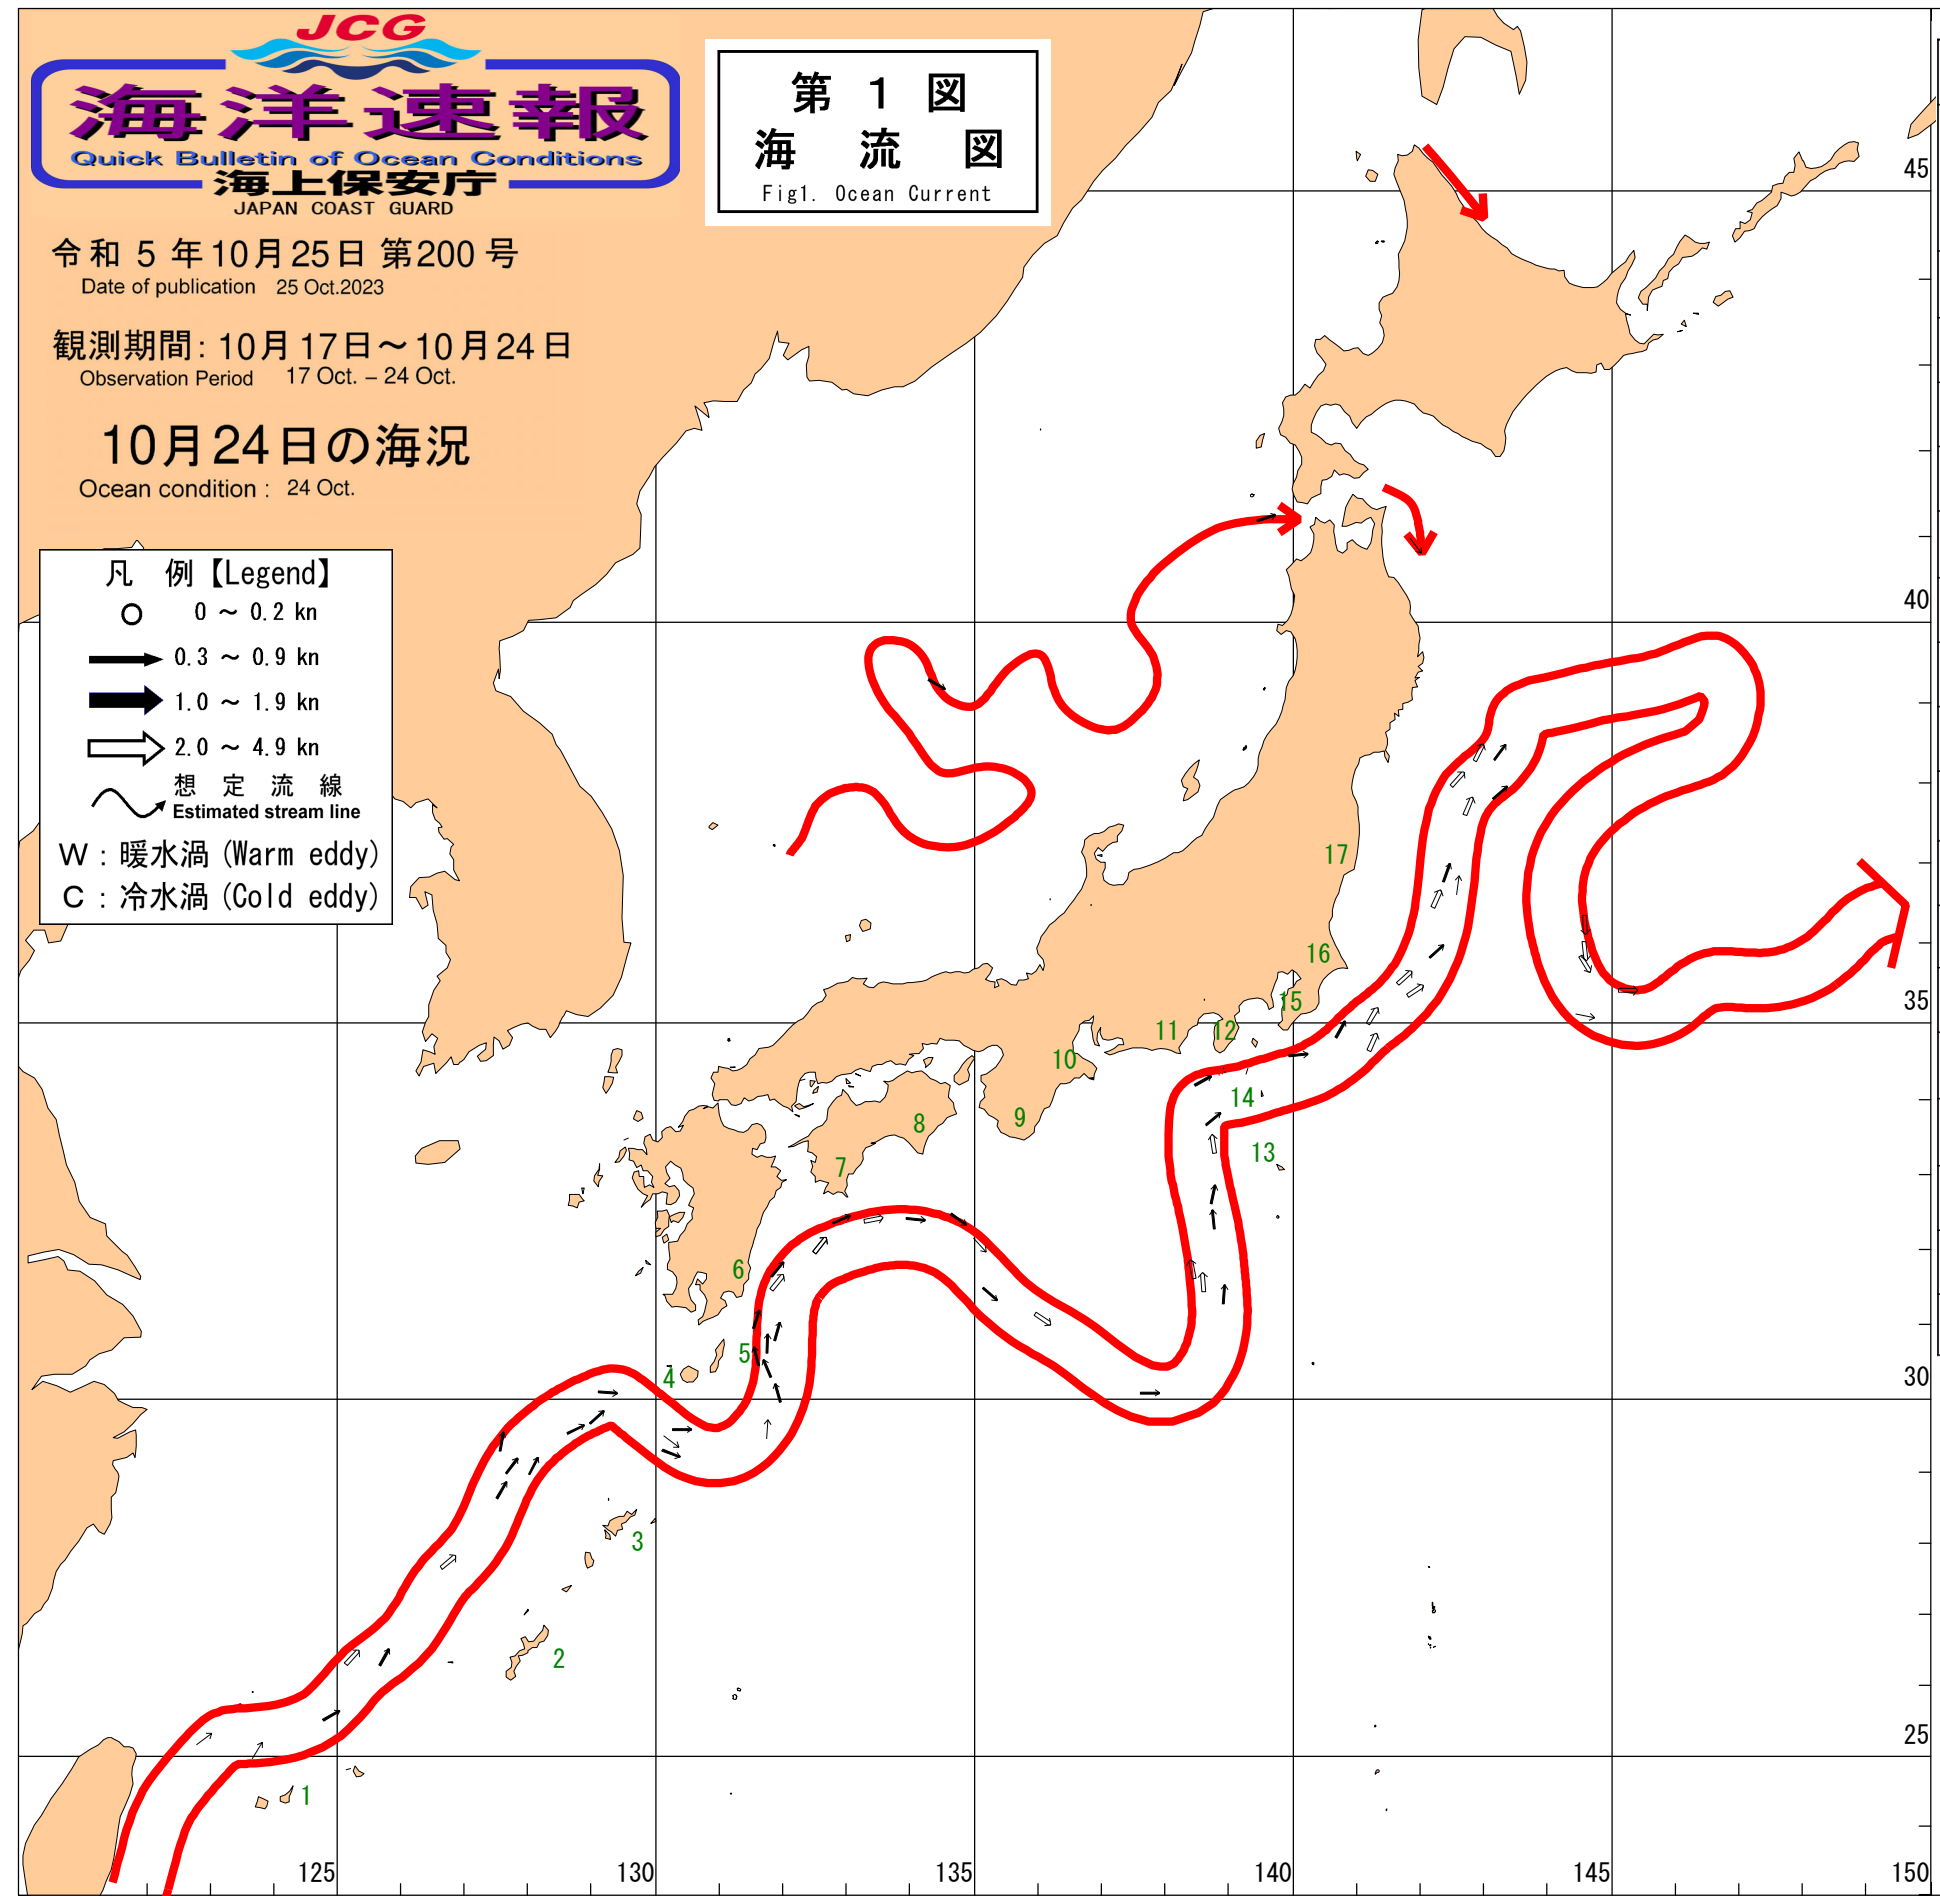 JCG
海洋速報
Quick Bulletin of Ocean Conditions
海上保安庁
JAPAN COAST GUARD
令和 5 年10月25日 第200号
Date of publication 25 Oct.2023
観測期間: 10月17日～10月24日
Observation Period 17 Oct. – 24 Oct.
10月24日の海況
Ocean condition : 24 Oct.
第 1 図
海 流 図
Fig1. Ocean Current
凡 例【Legend】
0 ～ 0.2 kn
0.3 ～ 0.9 kn
1.0 ～ 1.9 kn
2.0 ～ 4.9 kn
想 定 流 線
Estimated stream line
W : 暖水渦 (Warm eddy)
C : 冷水渦 (Cold eddy)
45
40
17
16
35
15
12
11
10
14
9
8
13
7
6
5
4
30
3
2
25
1
125
130
135
140
145
150